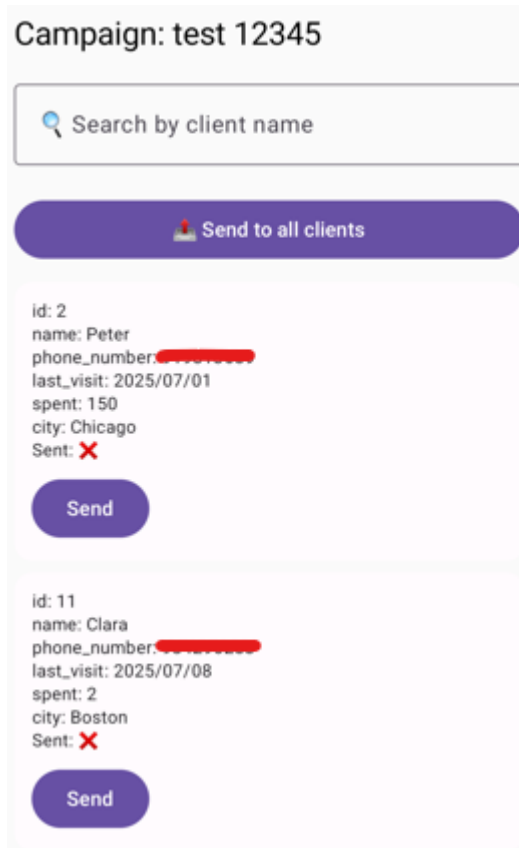 Campaign: test 12345
🔍 Search by client name
📤 Send to all clients
id: 2
name: Peter
phone_number:
last_visit: 2025/07/01
spent: 150
city: Chicago
Sent: ❌
Send
id: 11
name: Clara
phone_number:
last_visit: 2025/07/08
spent: 2
city: Boston
Sent: ❌
Send